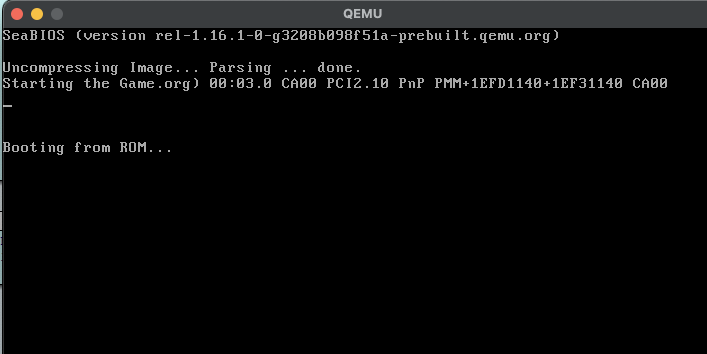 QEMU
SeaBIOS (version rel-1.16.1-0-g3208b098f51a-prebuilt.qemu.org)
Uncompressing Image... Parsing ... done.
Starting the Game.org) 00:03.0 CA00 PCI2.10 PnP PMM+1EFD1140+1EF31140 CA00
Booting from ROM...